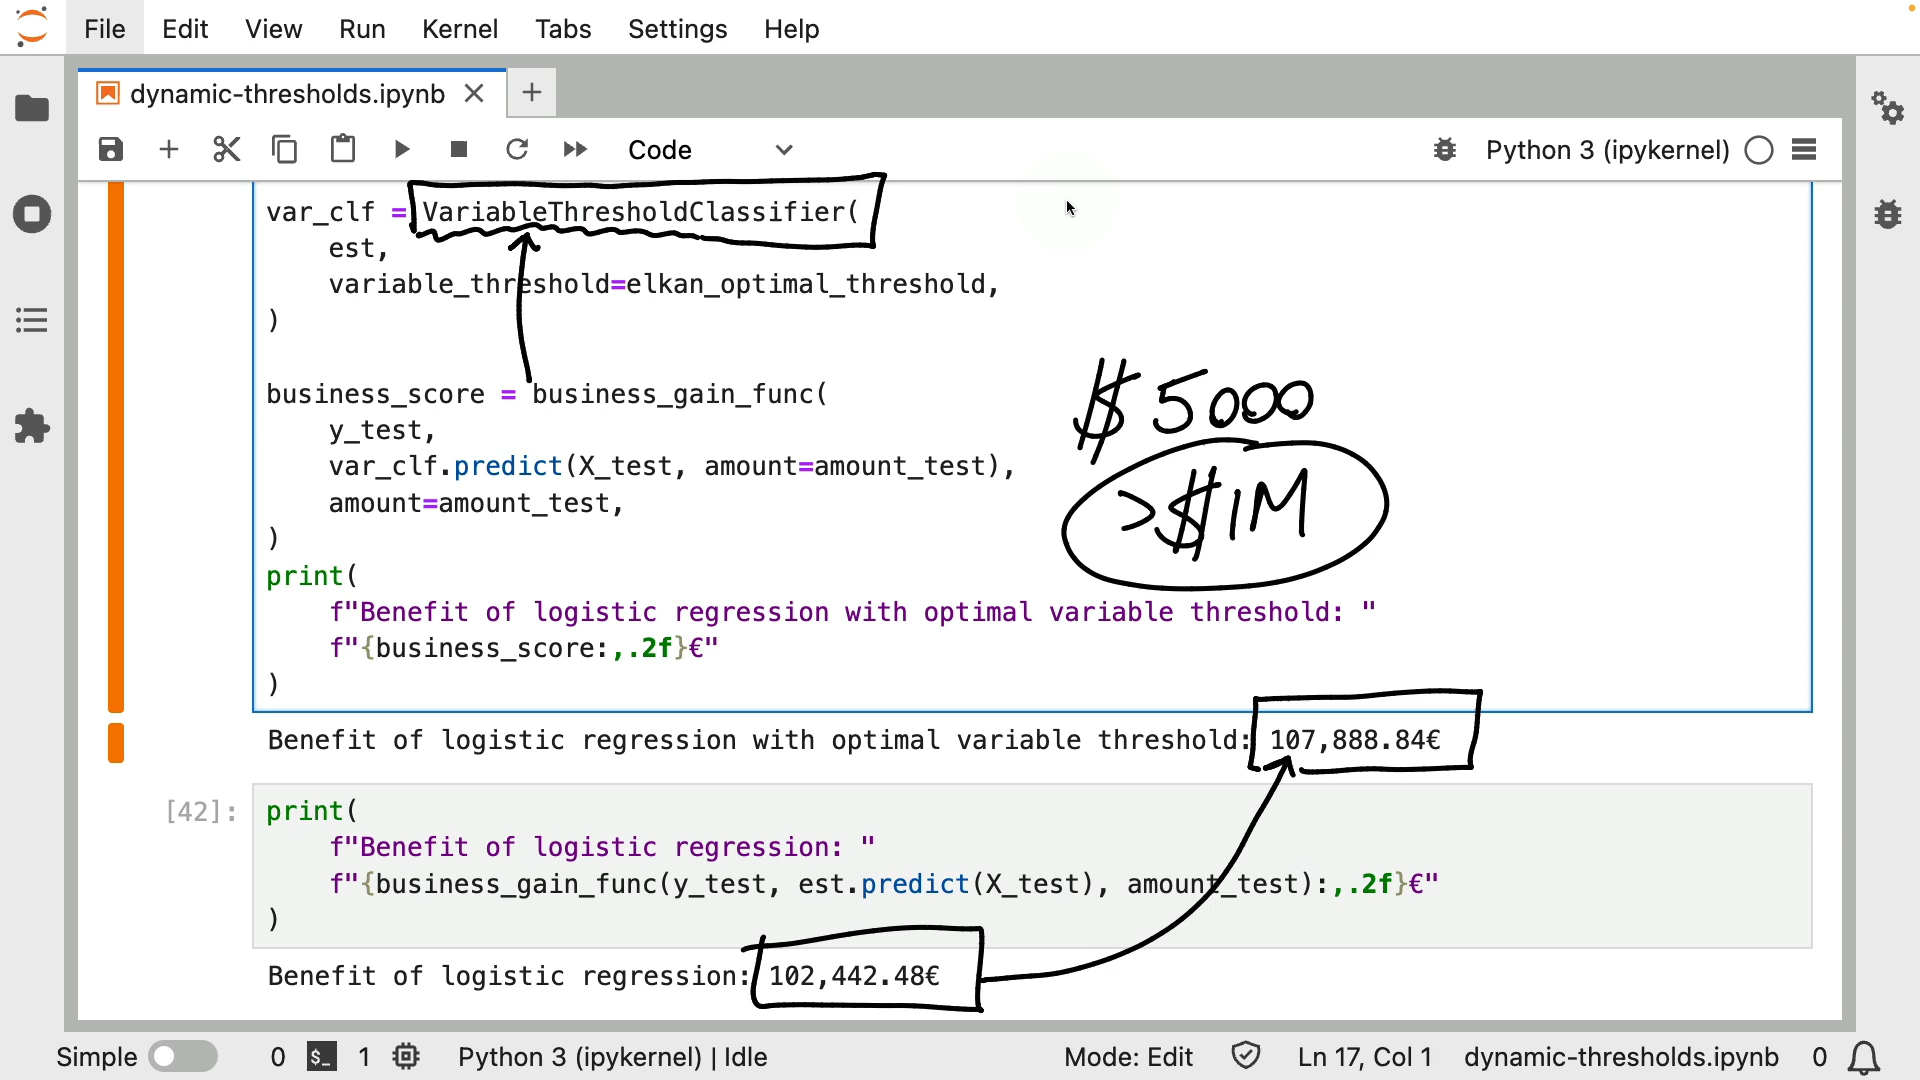 File Edit View Run Kernel Tabs Settings Help
dynamic-thresholds.ipynb
Code
Python 3 (ipykernel)
var_clf = VariableThresholdClassifier(
est,
variable_threshold=elkan_optimal_threshold,
)
business_score = business_gain_func(
y_test,
var_clf.predict(X_test, amount=amount_test),
amount=amount_test,
)
$ 5000
>$1M
print(
f"Benefit of logistic regression with optimal variable threshold: "
f"{business_score:,.2f}€"
)
Benefit of logistic regression with optimal variable threshold: 107,888.84€
[42]: print(
f"Benefit of logistic regression: "
f"{business_gain_func(y_test, est.predict(X_test), amount_test):,.2f}€"
)
Benefit of logistic regression: 102,442.48€
Simple 0 $_ 1 Python 3 (ipykernel) | Idle Mode: Edit Ln 17, Col 1 dynamic-thresholds.ipynb 0